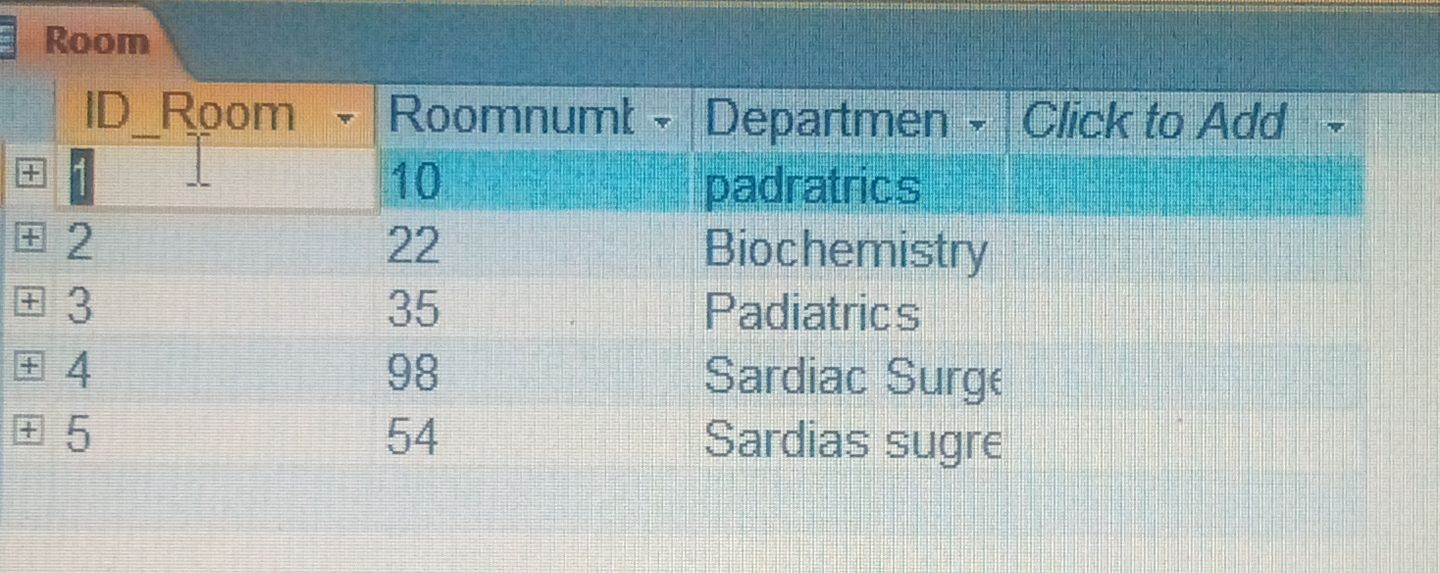 Room
ID_Room Roomnumb Departmen Click to Add
1 10 padratrics
2 22 Biochemistry
3 35 Padiatrics
4 98 Sardiac Surge
5 54 Sardias sugre